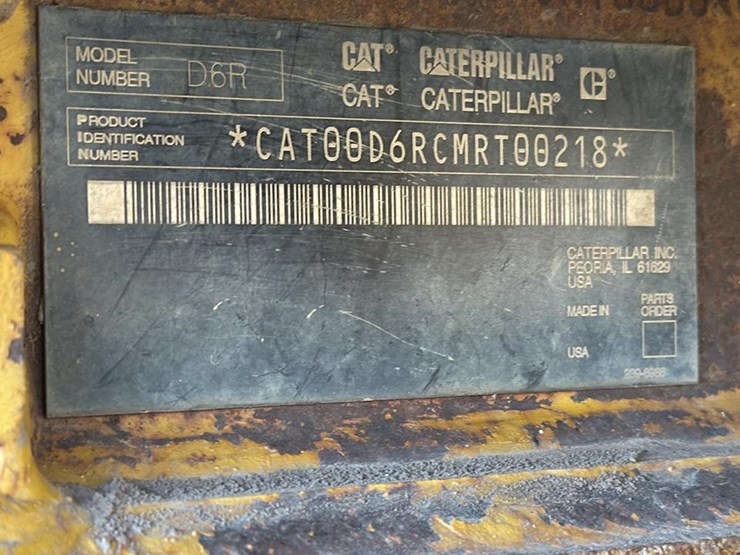 MODEL
NUMBER D6R
CAT® CATERPILLAR® C®
CAT® CATERPILLAR®
PRODUCT
IDENTIFICATION
NUMBER
*CAT00D6RCMRT00218*
CATERPILLAR INC.
PEORIA, IL 61629
USA
MADE IN
USA
PARTS
ORDER